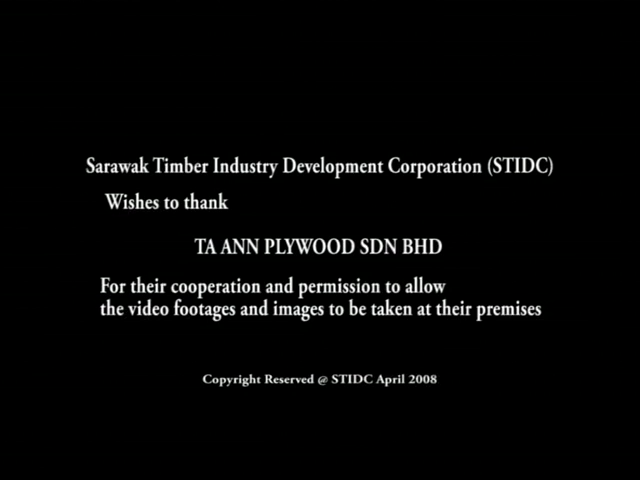 Sarawak Timber Industry Development Corporation (STIDC)
Wishes to thank
TA ANN PLYWOOD SDN BHD
For their cooperation and permission to allow
the video footages and images to be taken at their premises
Copyright Reserved @ STIDC April 2008